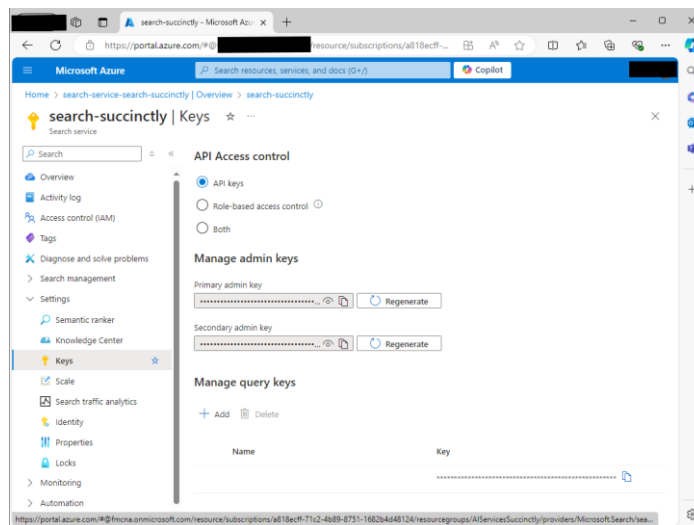 search-succinctly - Microsoft Azu
https://portal.azure.com/#@
/resource/subscriptions/a818ecff-...
Microsoft Azure
Search resources, services, and docs (G+/)
Copilot
Home > search-service-search-succinctly | Overview > search-succinctly
search-succinctly | Keys
Search service
Search
Overview
Activity log
Access control (IAM)
Tags
Diagnose and solve problems
Search management
Settings
Semantic ranker
Knowledge Center
Keys
Scale
Search traffic analytics
Identity
Properties
Locks
Monitoring
Automation
API Access control
API keys
Role-based access control
Both
Manage admin keys
Primary admin key
Regenerate
Secondary admin key
Regenerate
Manage query keys
Add Delete
Name Key
https://portal.azure.com/#@fmcna.onmicrosoft.com/resource/subscriptions/a818ecff-71c2-4b89-8751-1682b4d48124/resourcegroups/AIServicesSuccinctly/providers/Microsoft.Search/sea...